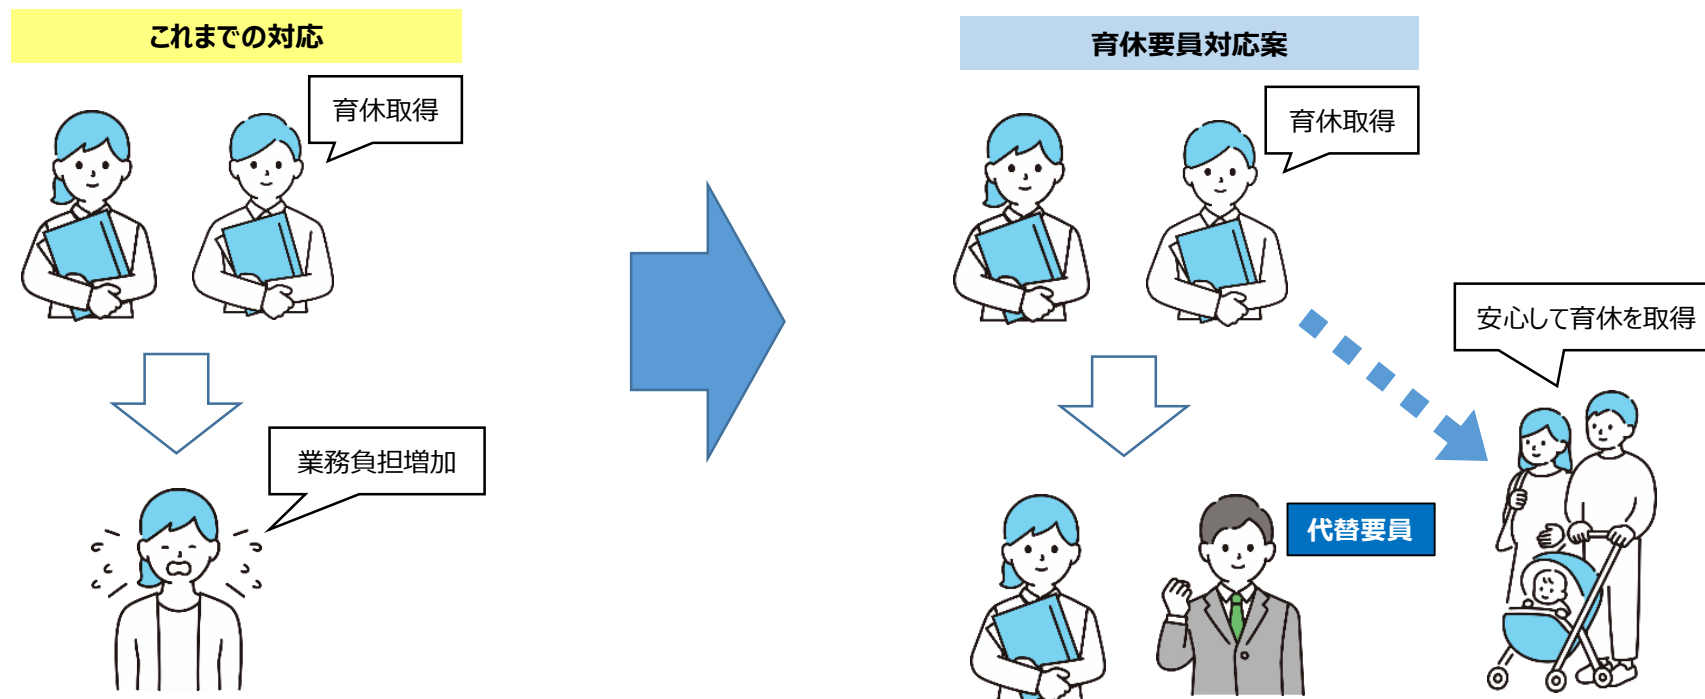 これまでの対応
育休取得
業務負担増加
育休要員対応案
育休取得
安心して育休を取得
代替要員